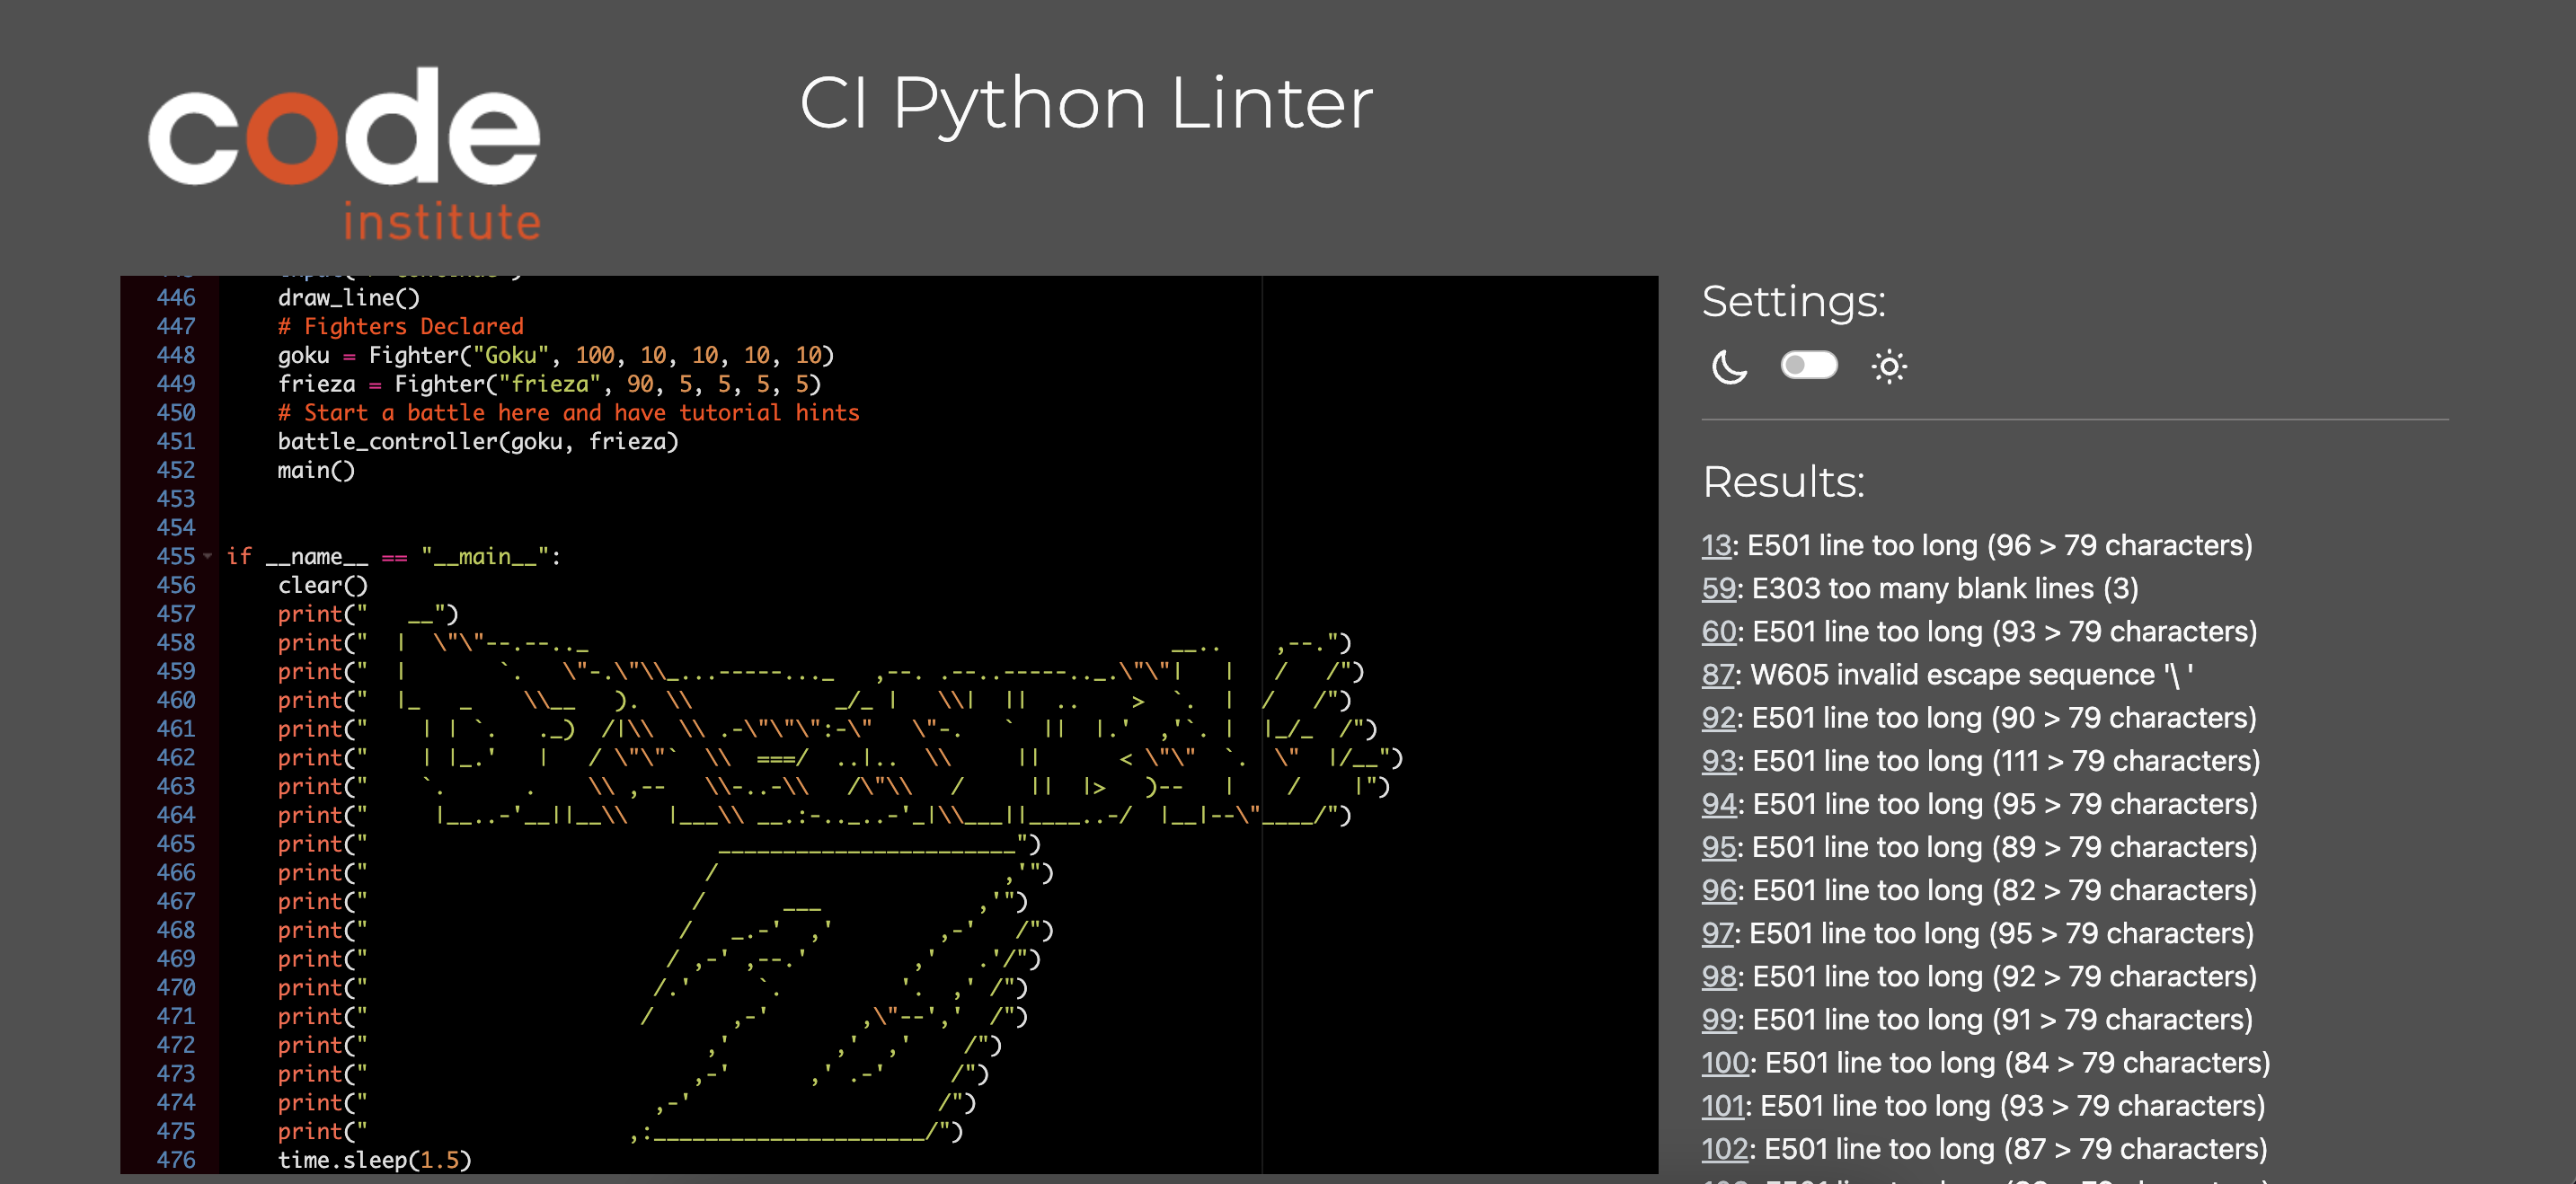 code
institute
CI Python Linter
446     draw_line()
447     # Fighters Declared
448     goku = Fighter("Goku", 100, 10, 10, 10, 10)
449     frieza = Fighter("frieza", 90, 5, 5, 5, 5)
450     # Start a battle here and have tutorial hints
451     battle_controller(goku, frieza)
452     main()
453
454
455 if __name__ == "__main__":
456     clear()
457     print("   __")
458     print("  |  \"\"--.--.._                                             __..    ,--.")
459     print("  |       `.   \"-.\"\\_...-----..._   ,--. .--..-----.._.\"\"|   |   /   /")
460     print("  |_   _    \\__   ).  \\           _/_ |   \\|  ||  ..    >  `.  |  /   /")
461     print("    | | `.   ._)  /|\\  \\ .-\"\"\":-\"   \"-.   `  ||  |.'  ,'`. |  |_/_  /")
462     print("    | |_.'   |   / \"\"`  \\  ===/  ..|..  \\     ||      < \"\"  `.  \"  |/__")
463     print("    `.      .    \\ ,--   \\-..-\\   /\"\\   /     ||  |>   )--   |    /    |")
464     print("     |__..-'__||__\\   |___\\ __.:-.._..-'_|\\___||____..-/  |__|--\"____/")
465     print("                           _______________________")
466     print("                          /                      ,'")
467     print("                         /      ___            ,'")
468     print("                        /   _.-'  ,'        ,-'   /")
469     print("                       / ,-' ,--.'        ,'   .'/")
470     print("                      /.'     `.         '.  ,' /")
471     print("                     /      ,-'       ,\"--','  /")
472     print("                          ,'        ,'  ,'    /")
473     print("                         ,-'      ,' .-'     /")
474     print("                      ,-'                   /")
475     print("                    ,:_____________________/")
476     time.sleep(1.5)
Settings:
Results:
13: E501 line too long (96 > 79 characters)
59: E303 too many blank lines (3)
60: E501 line too long (93 > 79 characters)
87: W605 invalid escape sequence '\ '
92: E501 line too long (90 > 79 characters)
93: E501 line too long (111 > 79 characters)
94: E501 line too long (95 > 79 characters)
95: E501 line too long (89 > 79 characters)
96: E501 line too long (82 > 79 characters)
97: E501 line too long (95 > 79 characters)
98: E501 line too long (92 > 79 characters)
99: E501 line too long (91 > 79 characters)
100: E501 line too long (84 > 79 characters)
101: E501 line too long (93 > 79 characters)
102: E501 line too long (87 > 79 characters)